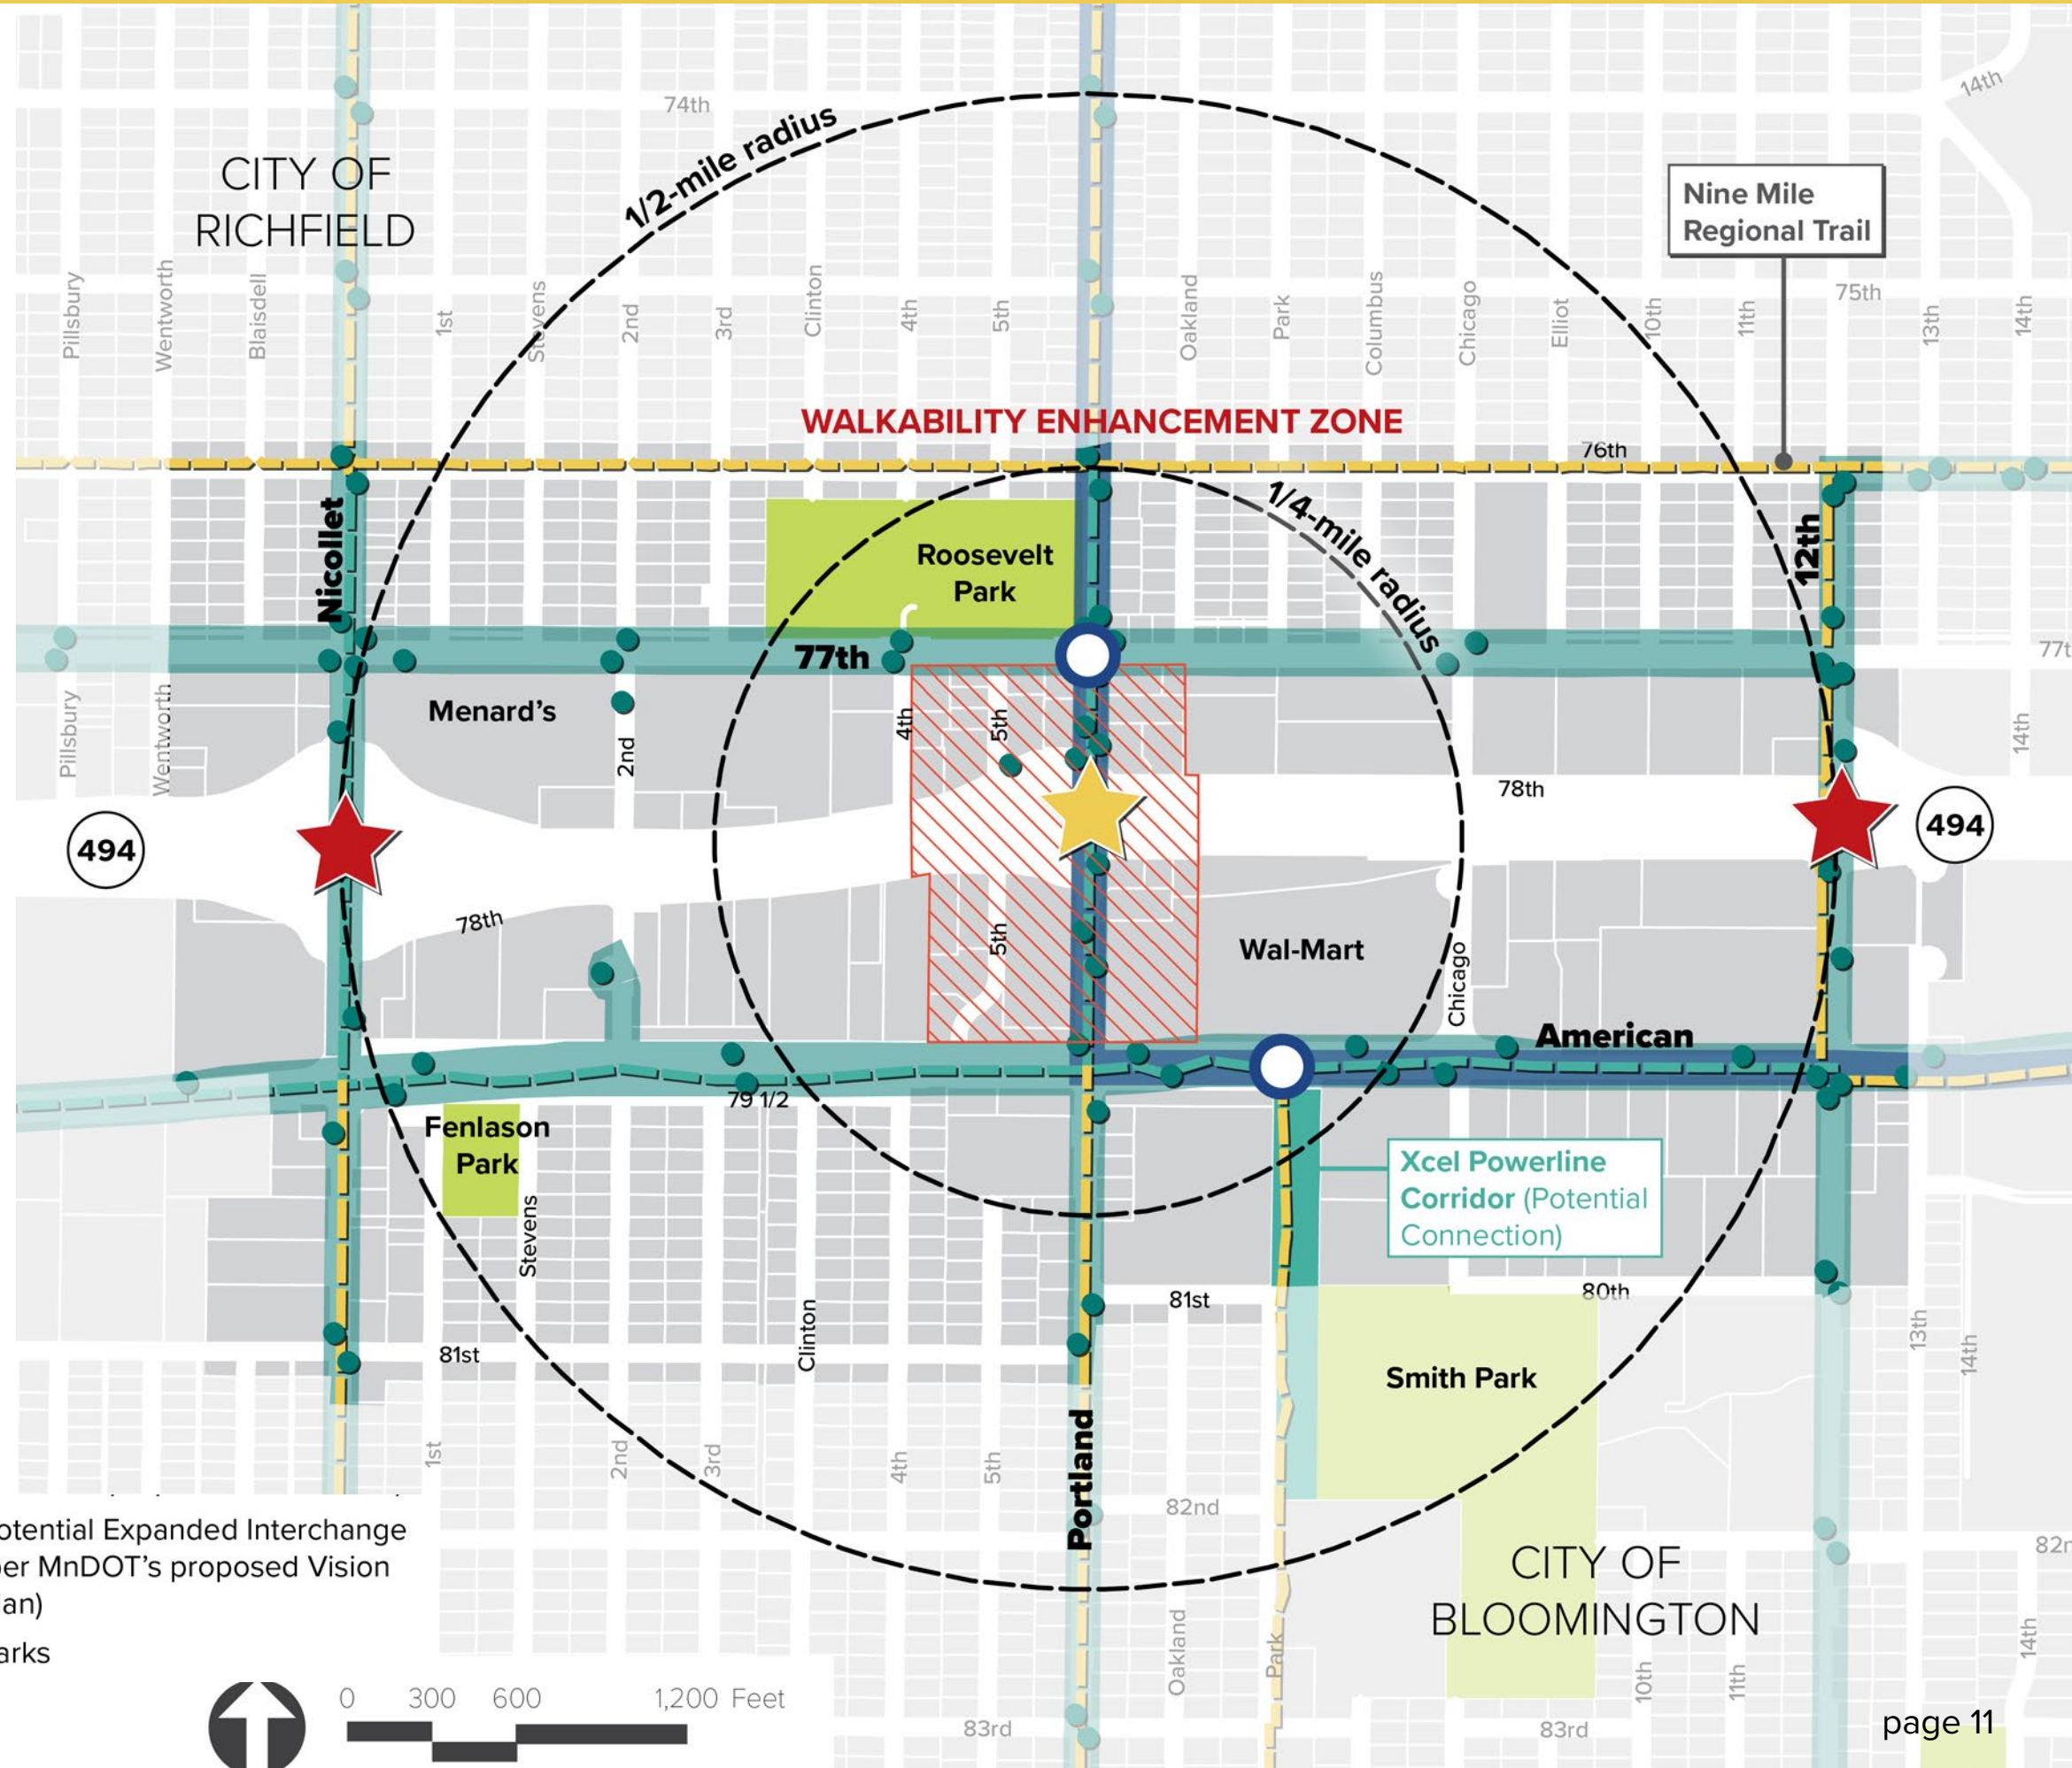 74th
14th
1/2-mile radius
CITY OF
RICHFIELD
Nine Mile
Regional Trail
75th
Pillsbury
Wentworth
Blaisdell
1st
Stevens
2nd
3rd
Clinton
4th
5th
Oakland
Park
Columbus
Chicago
Elliot
10th
11th
13th
14th
WALKABILITY ENHANCEMENT ZONE
76th
1/4-mile radius
Nicollet
12th
Roosevelt
Park
77th
77t
Menard's
Pillsbury
Wentworth
2nd
4th
5th
14th
78th
494
494
78th
5th
Wal-Mart
Chicago
American
79 1/2
Fenlason
Park
Stevens
Xcel Powerline
Corridor (Potential
Connection)
81st
80th
Clinton
81st
13th
14th
Smith Park
1st
2nd
3rd
4th
5th
Portland
82nd
82n
otential Expanded Interchange
per MnDOT's proposed Vision
lan)
CITY OF
BLOOMINGTON
arks
Oakland
Park
10th
11th
14th
0 300 600 1,200 Feet
83rd
83rd
page 11